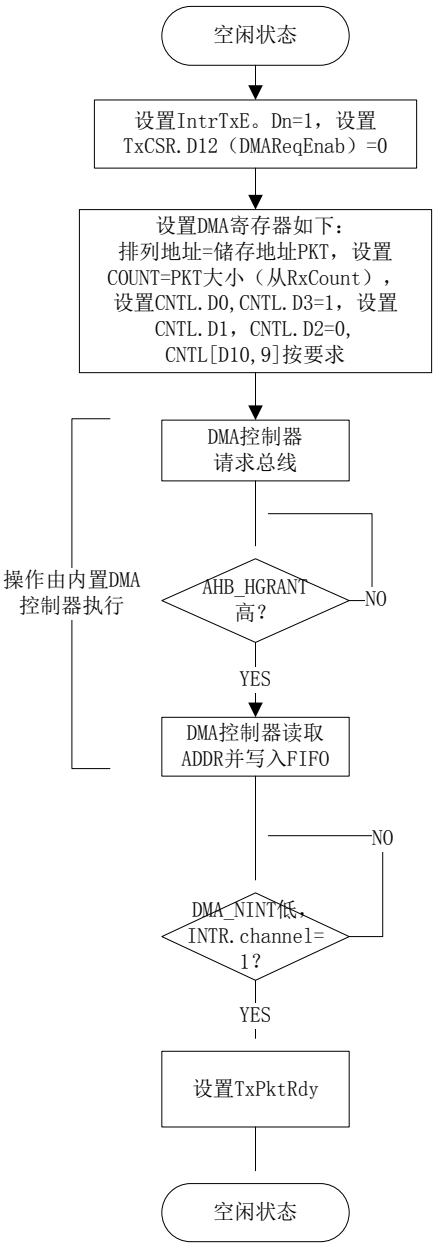 空闲状态
设置IntrTxE。Dn=1，设置
TxCSR.D12（DMAReqEnab）=0
设置DMA寄存器如下：
排列地址=储存地址PKT，设置
COUNT=PKT大小（从RxCount），
设置CNTL.D0,CNTL.D3=1，设置
CNTL.D1，CNTL.D2=0,
CNTL[D10,9]按要求
DMA控制器
请求总线
操作由内置DMA
控制器执行
AHB_HGRANT
高？
NO
YES
DMA控制器读取
ADDR并写入FIFO
NO
DMA_NINT低，
INTR.channel=
1？
YES
设置TxPktRdy
空闲状态